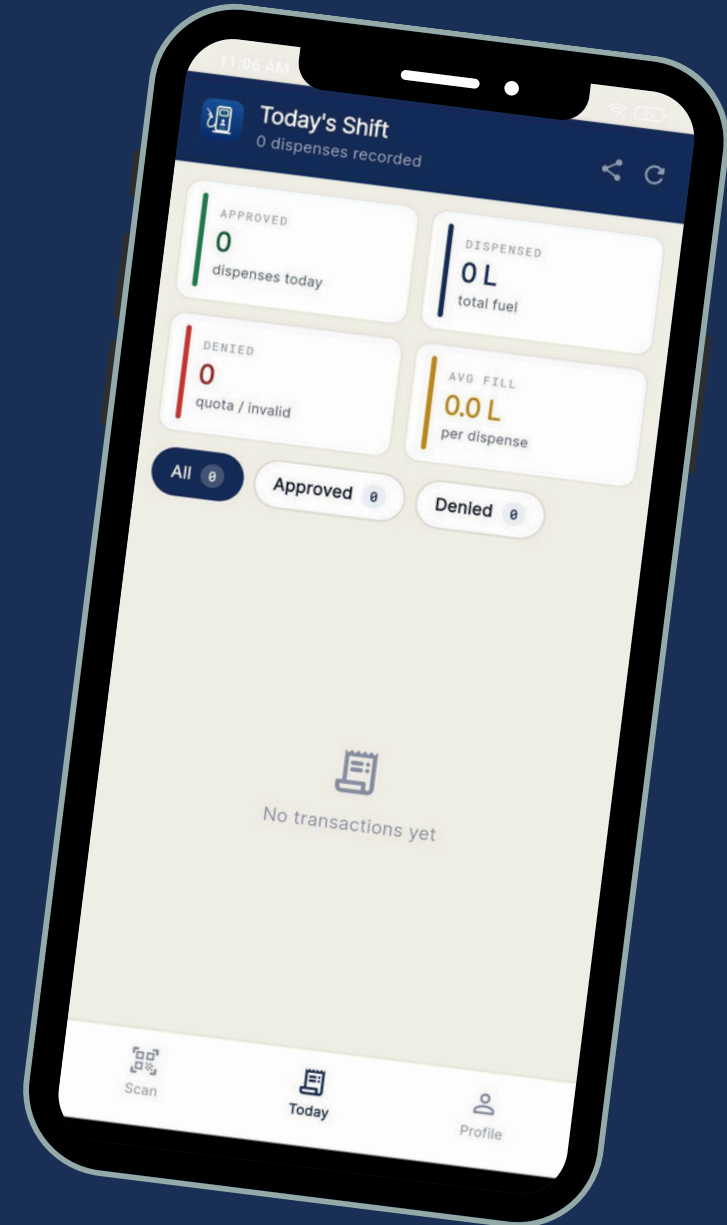 11:06 AM
Today's Shift
0 dispenses recorded
APPROVED
0
dispenses today
DISPENSED
0 L
total fuel
DENIED
0
quota / invalid
AVG FILL
0.0 L
per dispense
All 0
Approved 0
Denied 0
No transactions yet
Scan
Today
Profile